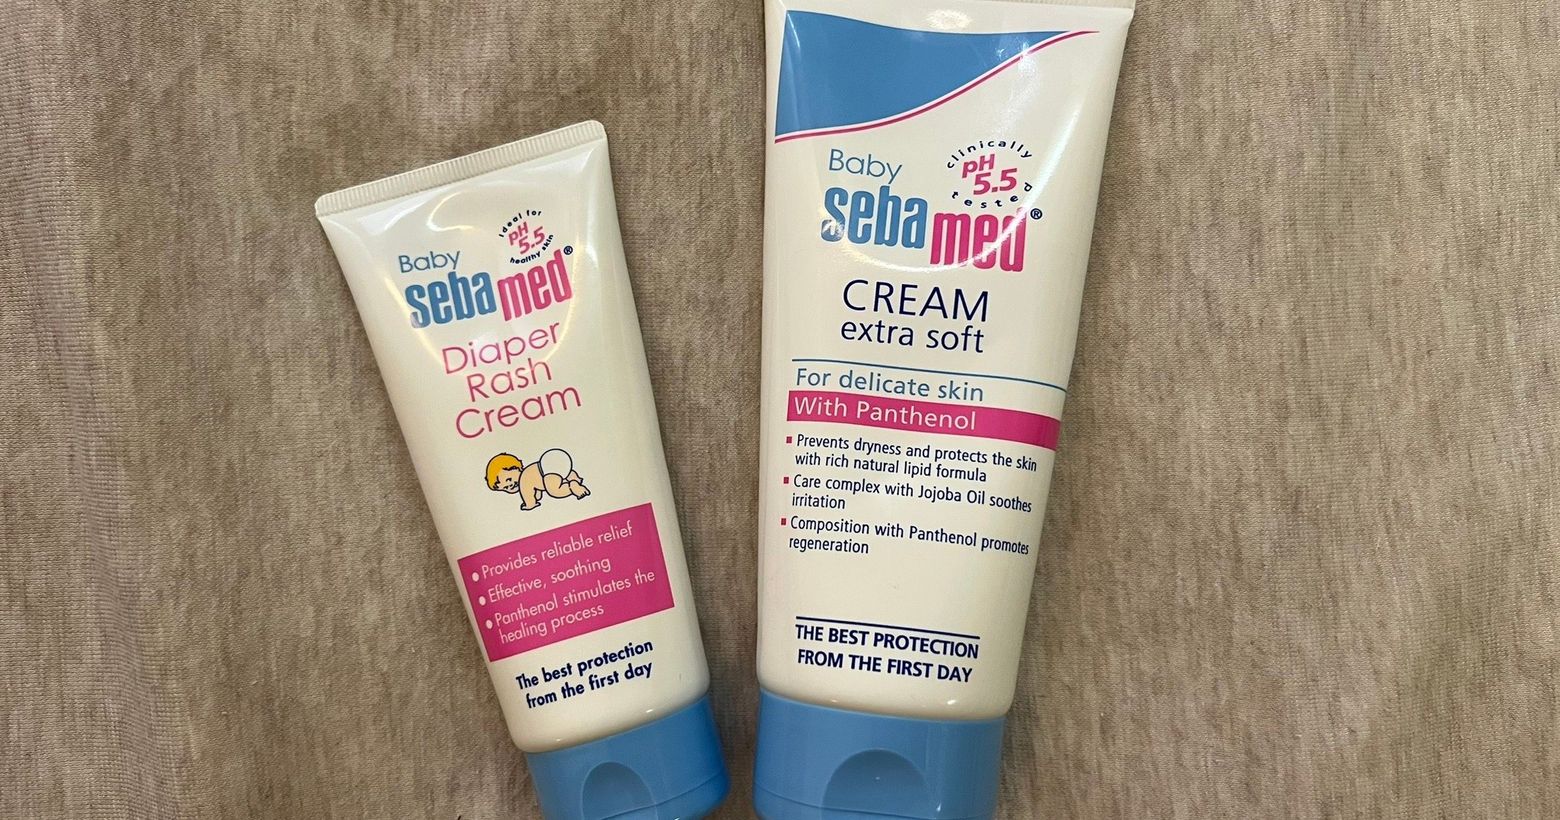 Baby
sebamed®
ideal for
pH
5.5
healthy skin
Diaper
Rash
Cream
• Provides reliable relief
• Effective, soothing
• Panthenol stimulates the
healing process
The best protection
from the first day
Baby
sebamed®
clinically
pH
5.5
tested
CREAM
extra soft
For delicate skin
With Panthenol
▪ Prevents dryness and protects the skin
with rich natural lipid formula
▪ Care complex with Jojoba Oil soothes
irritation
▪ Composition with Panthenol promotes
regeneration
THE BEST PROTECTION
FROM THE FIRST DAY